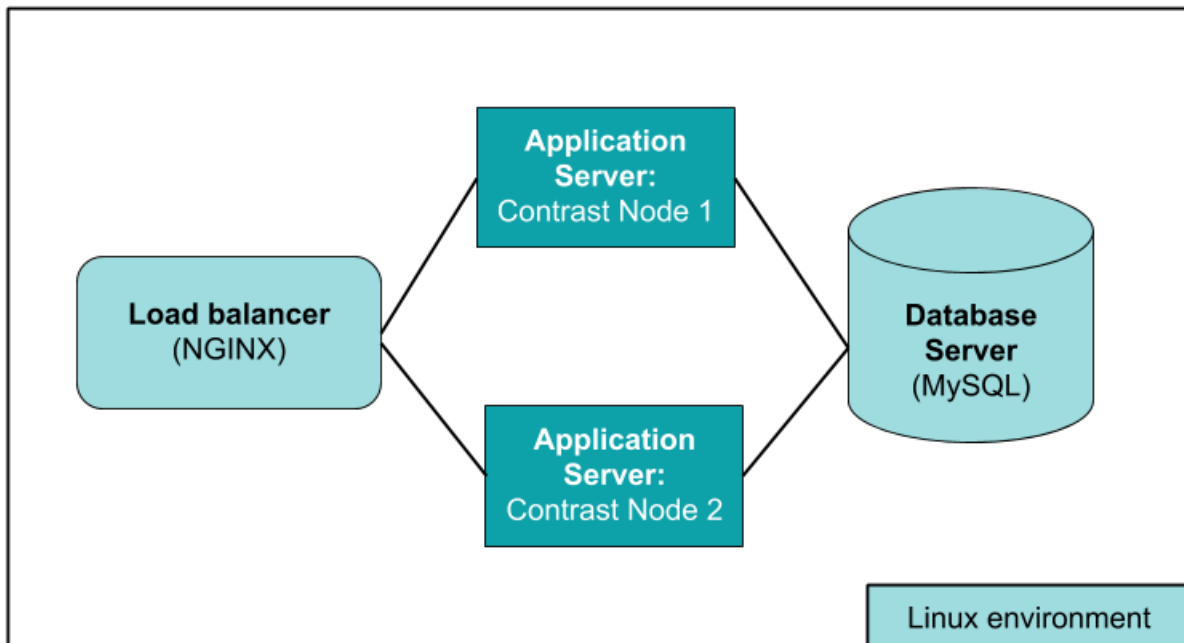 Application
Server:
Contrast Node 1
Load balancer
(NGINX)
Database
Server
(MySQL)
Application
Server:
Contrast Node 2
Linux environment